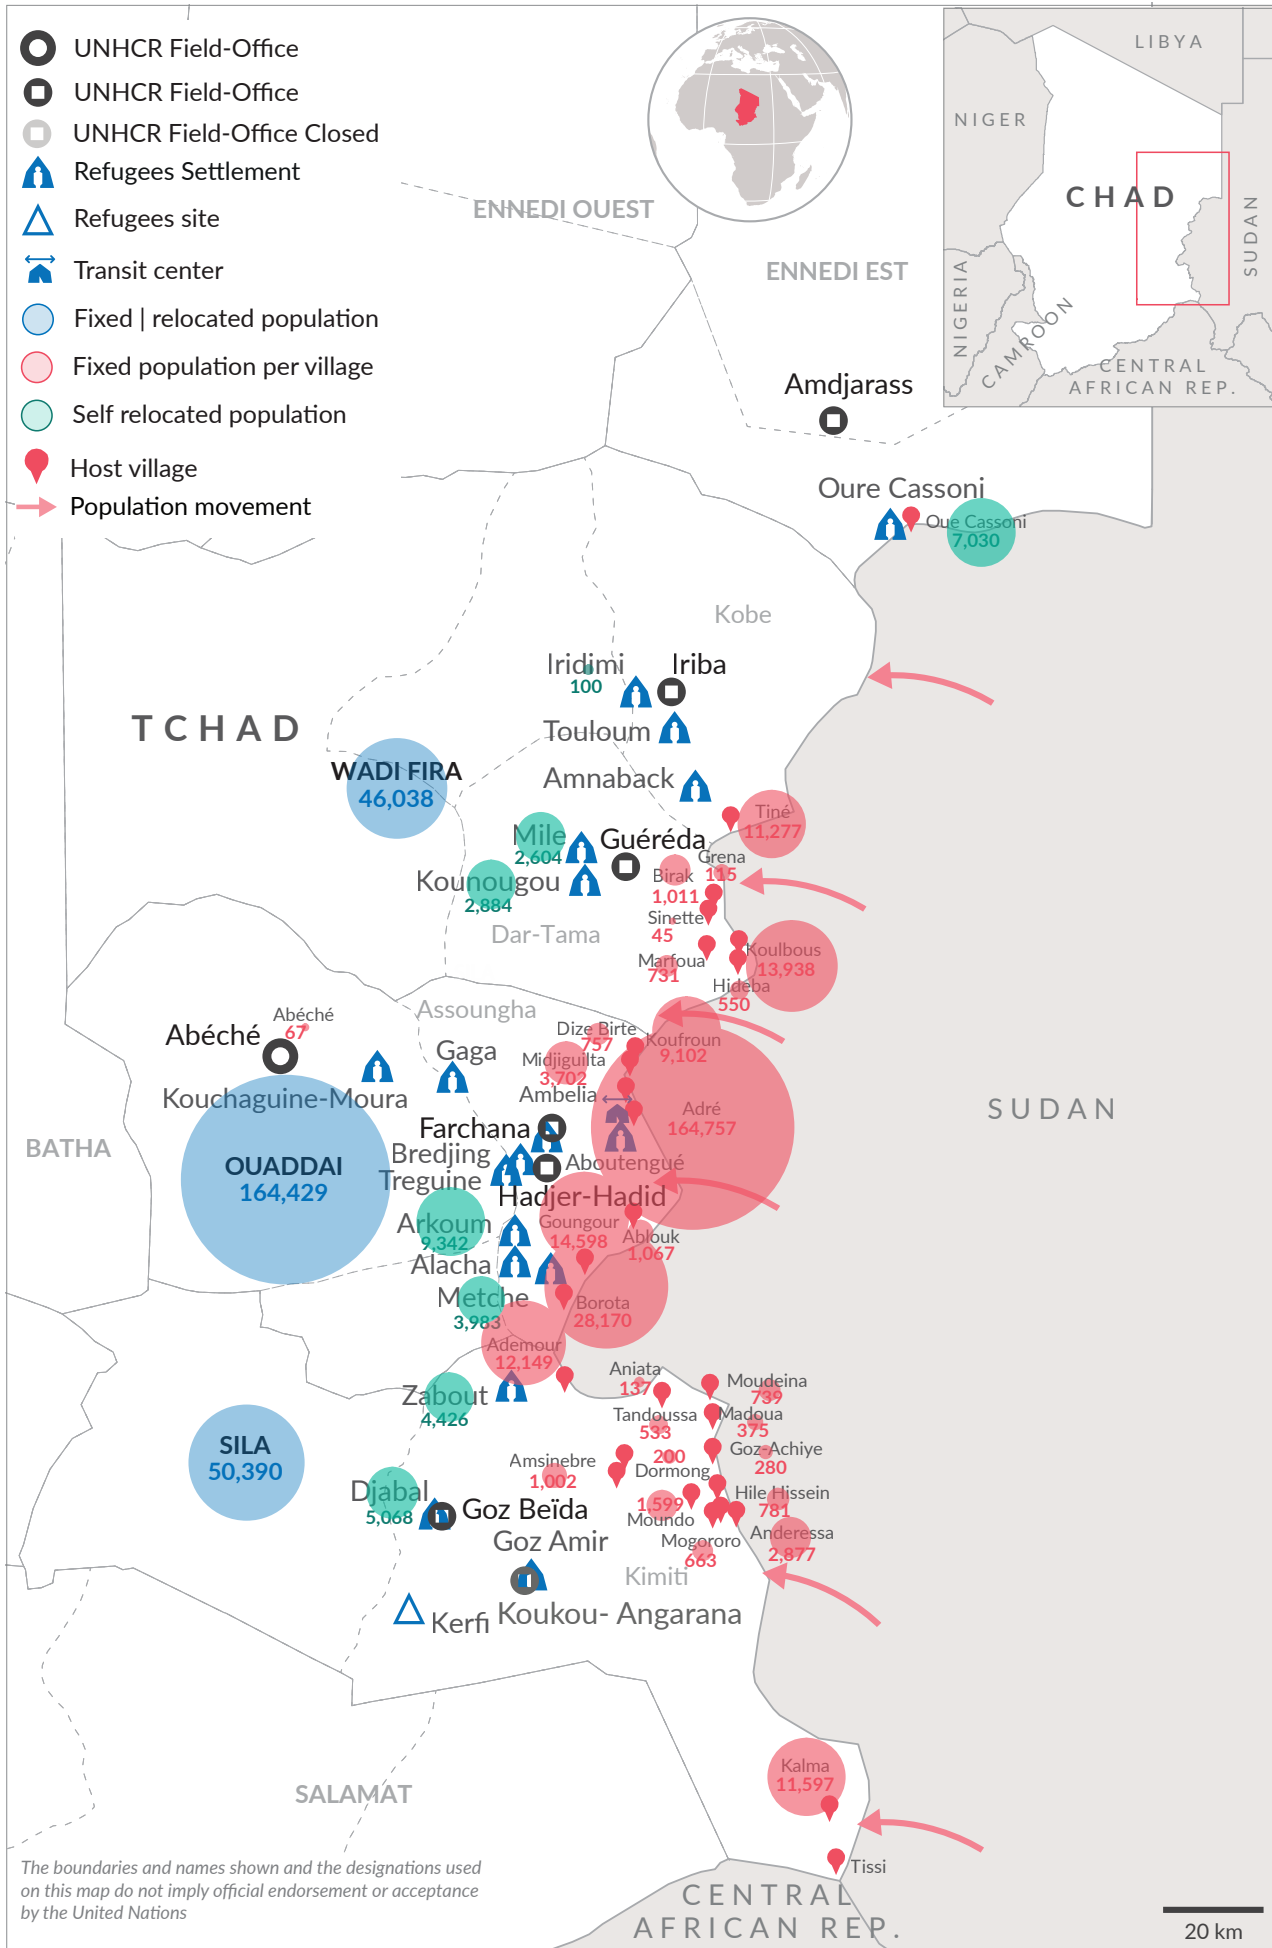 UNHCR Field-Office
UNHCR Field-Office
UNHCR Field-Office Closed
Refugees Settlement
Refugees site
Transit center
Fixed | relocated population
Fixed population per village
Self relocated population
Host village
Population movement
LIBYA
NIGER
CHAD
SUDAN
NIGERIA
CAMROON
CENTRAL
AFRICAN REP.
ENNEDI OUEST
ENNEDI EST
Amdjarass
Oure Cassoni
Oue Cassoni
7,030
Kobe
Iridimi
100
Iriba
Touloum
TCHAD
WADI FIRA
46,038
Amnaback
Tiné
11,277
Mile
2,604
Guéréda
Grena
115
Birak
1,011
Kounougou
2,884
Sinette
45
Dar-Tama
Koulbous
13,938
Marfoua
731
Hideba
550
Assoungha
Abéché
67
Abéché
Dize Birte
757
Koufroun
9,102
Gaga
Midjiguilta
3,702
Kouchaguine-Moura
Ambelia
Adré
164,757
SUDAN
Farchana
BATHA
Bredjing
Aboutengué
OUADDAI
164,429
Treguine
Hadjer-Hadid
Arkoum
9,342
Goungour
14,598
Ablouk
1,067
Alacha
Metche
3,983
Borota
28,170
Ademour
12,149
Aniata
137
Moudeina
739
Zabout
4,426
Tandoussa
533
Madoua
375
SILA
50,390
Amsinebre
1,002
200
Dormong
Goz-Achiye
280
Djabal
5,068
Goz Beïda
1,599
Moundo
Hile Hissein
781
Goz Amir
Mogororo
663
Anderessa
2,877
Kimiti
Kerfi
Koukou- Angarana
Kalma
11,597
SALAMAT
Tissi
The boundaries and names shown and the designations used
on this map do not imply official endorsement or acceptance
by the United Nations
CENTRAL
AFRICAN REP.
20 km